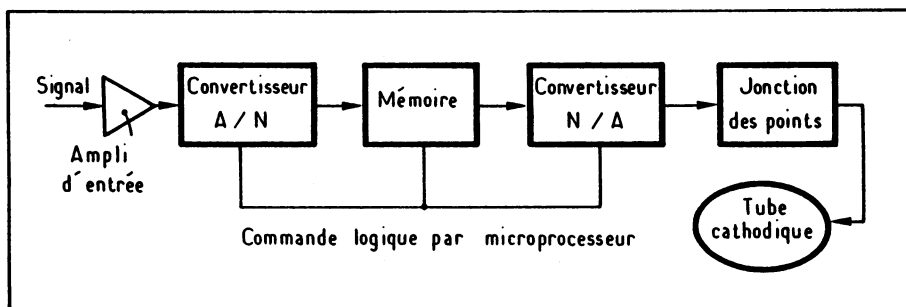 Signal
Ampli
d'entrée
Convertisseur
A / N
Mémoire
Convertisseur
N / A
Jonction
des points
Tube
cathodique
Commande logique par microprocesseur